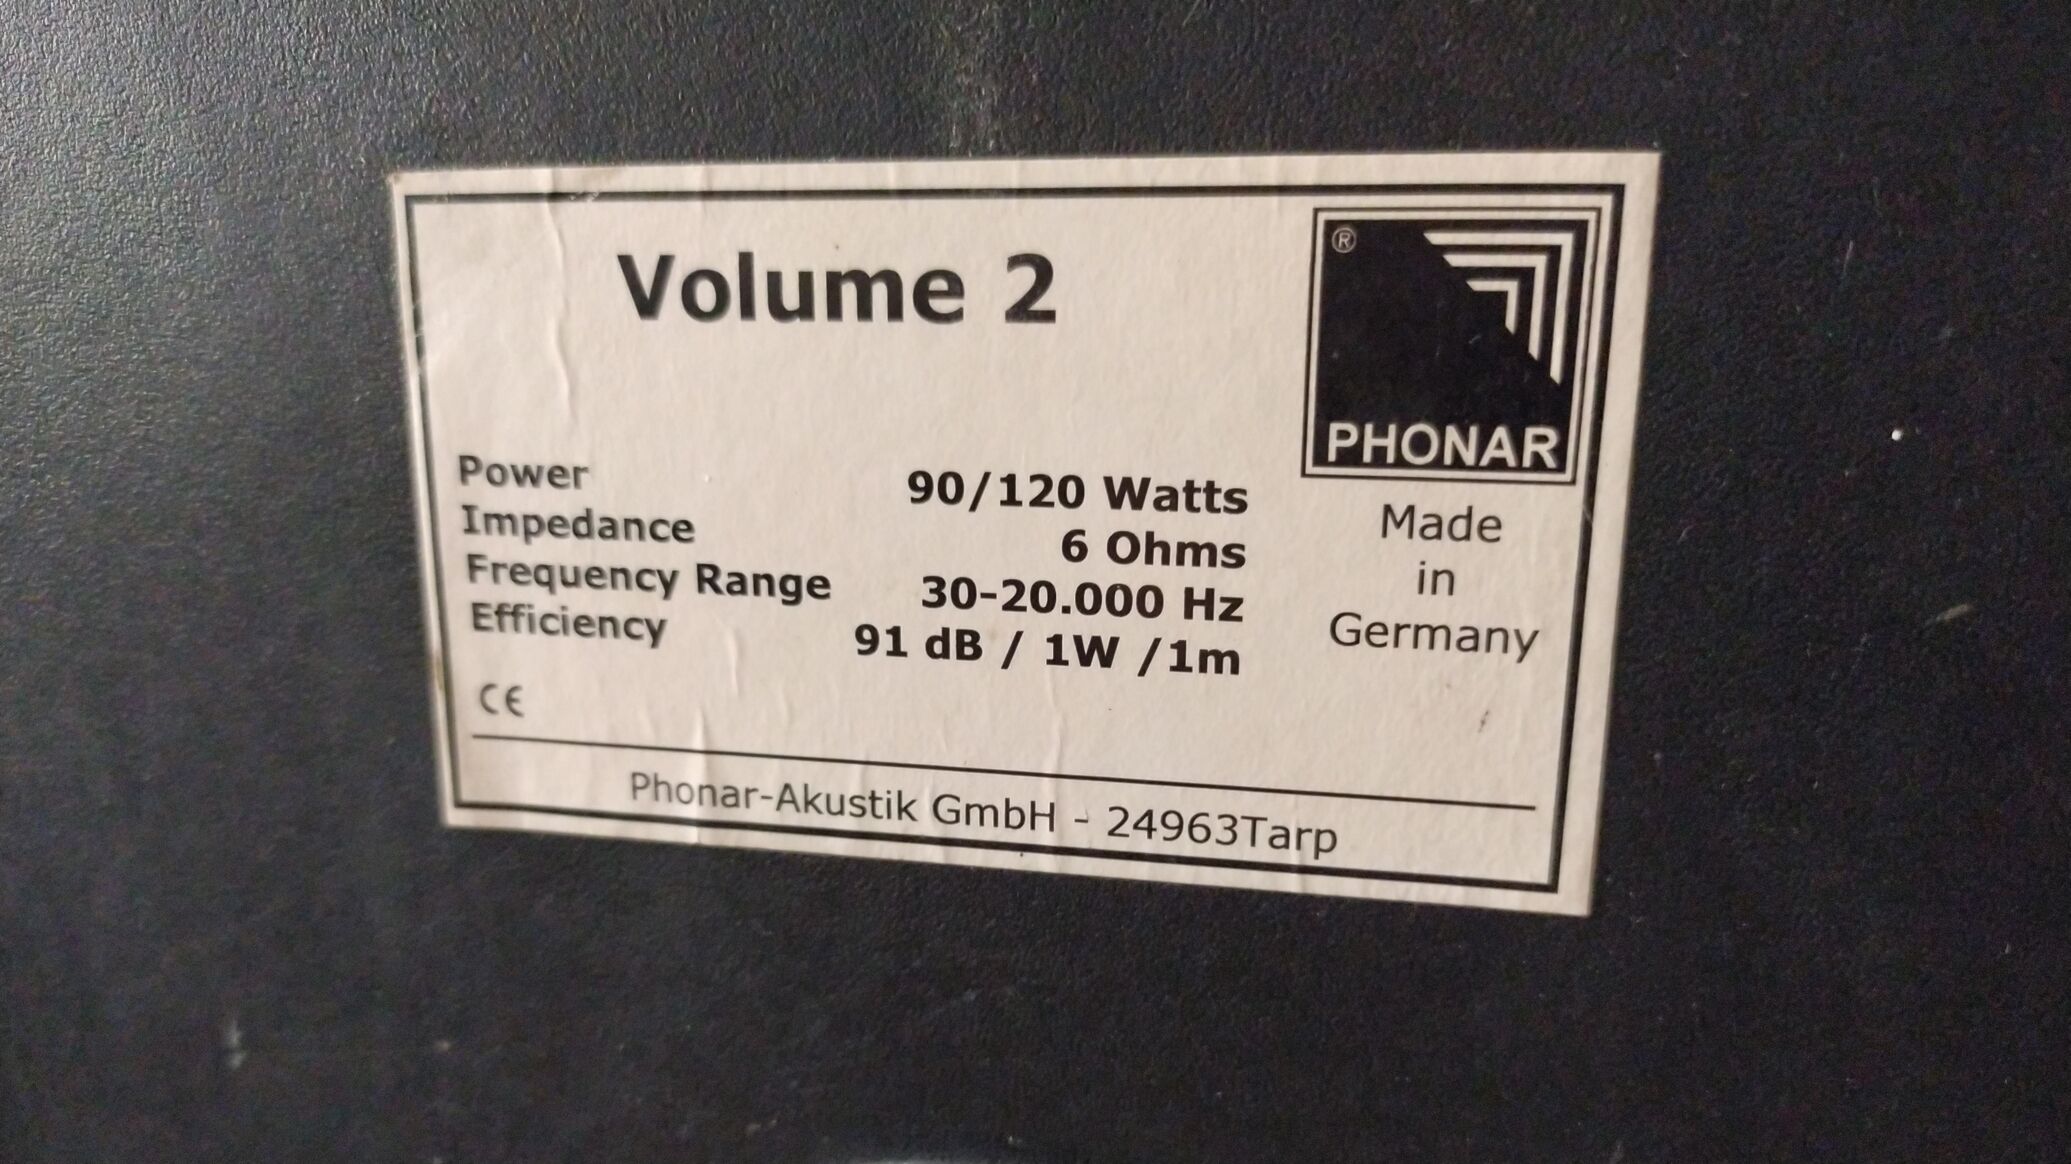 Volume 2
®
PHONAR
Made
in
Germany
Power 90/120 Watts
Impedance 6 Ohms
Frequency Range 30-20.000 Hz
Efficiency 91 dB / 1W /1m
CE
Phonar-Akustik GmbH - 24963Tarp